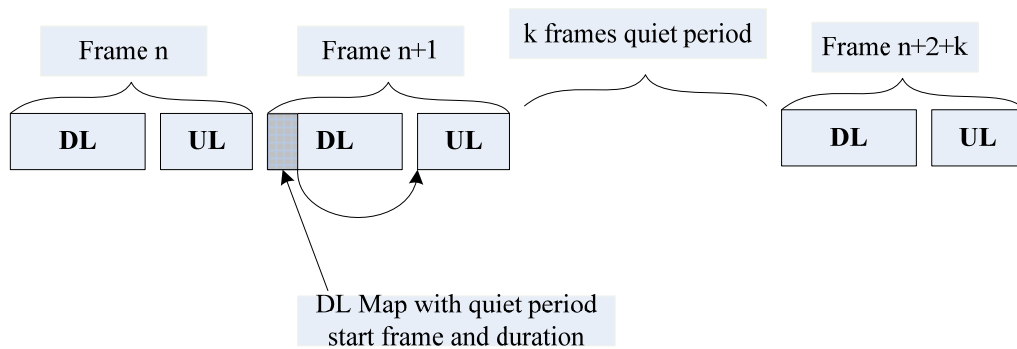 Frame n
Frame n+1
k frames quiet period
Frame n+2+k
DL
UL
DL
UL
DL
UL
DL Map with quiet period
start frame and duration